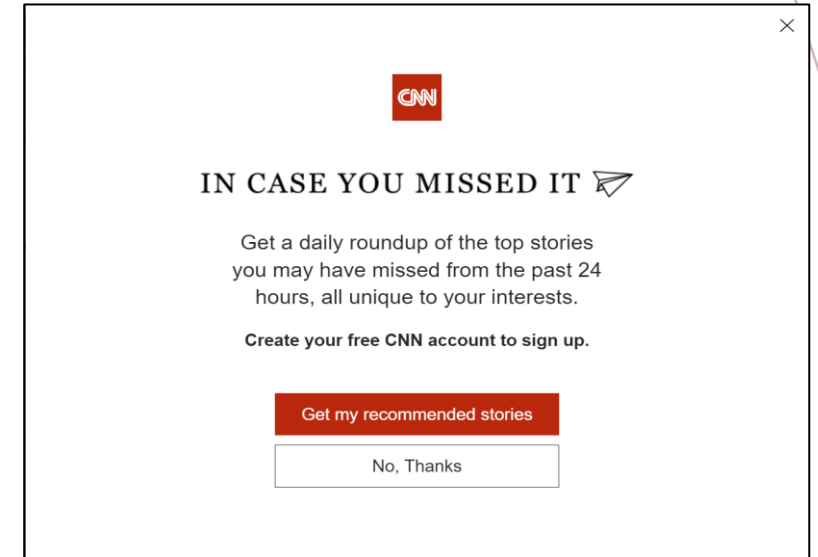 CNN
IN CASE YOU MISSED IT
Get a daily roundup of the top stories
you may have missed from the past 24
hours, all unique to your interests.
Create your free CNN account to sign up.
Get my recommended stories
No, Thanks